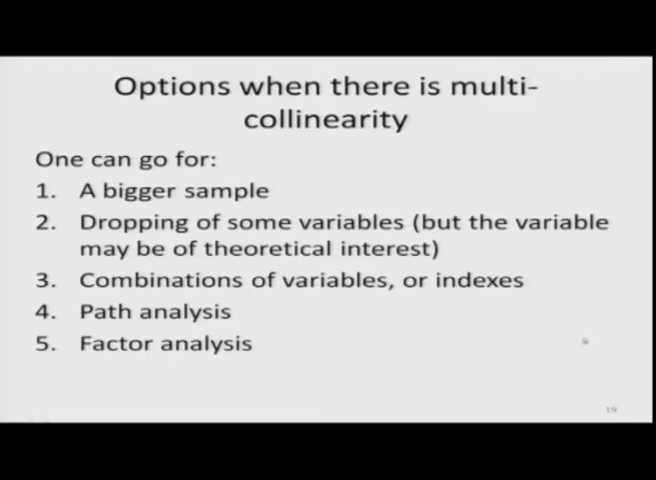 Options when there is multi-
collinearity
One can go for:
1. A bigger sample
2. Dropping of some variables (but the variable
may be of theoretical interest)
3. Combinations of variables, or indexes
4. Path analysis
5. Factor analysis
19